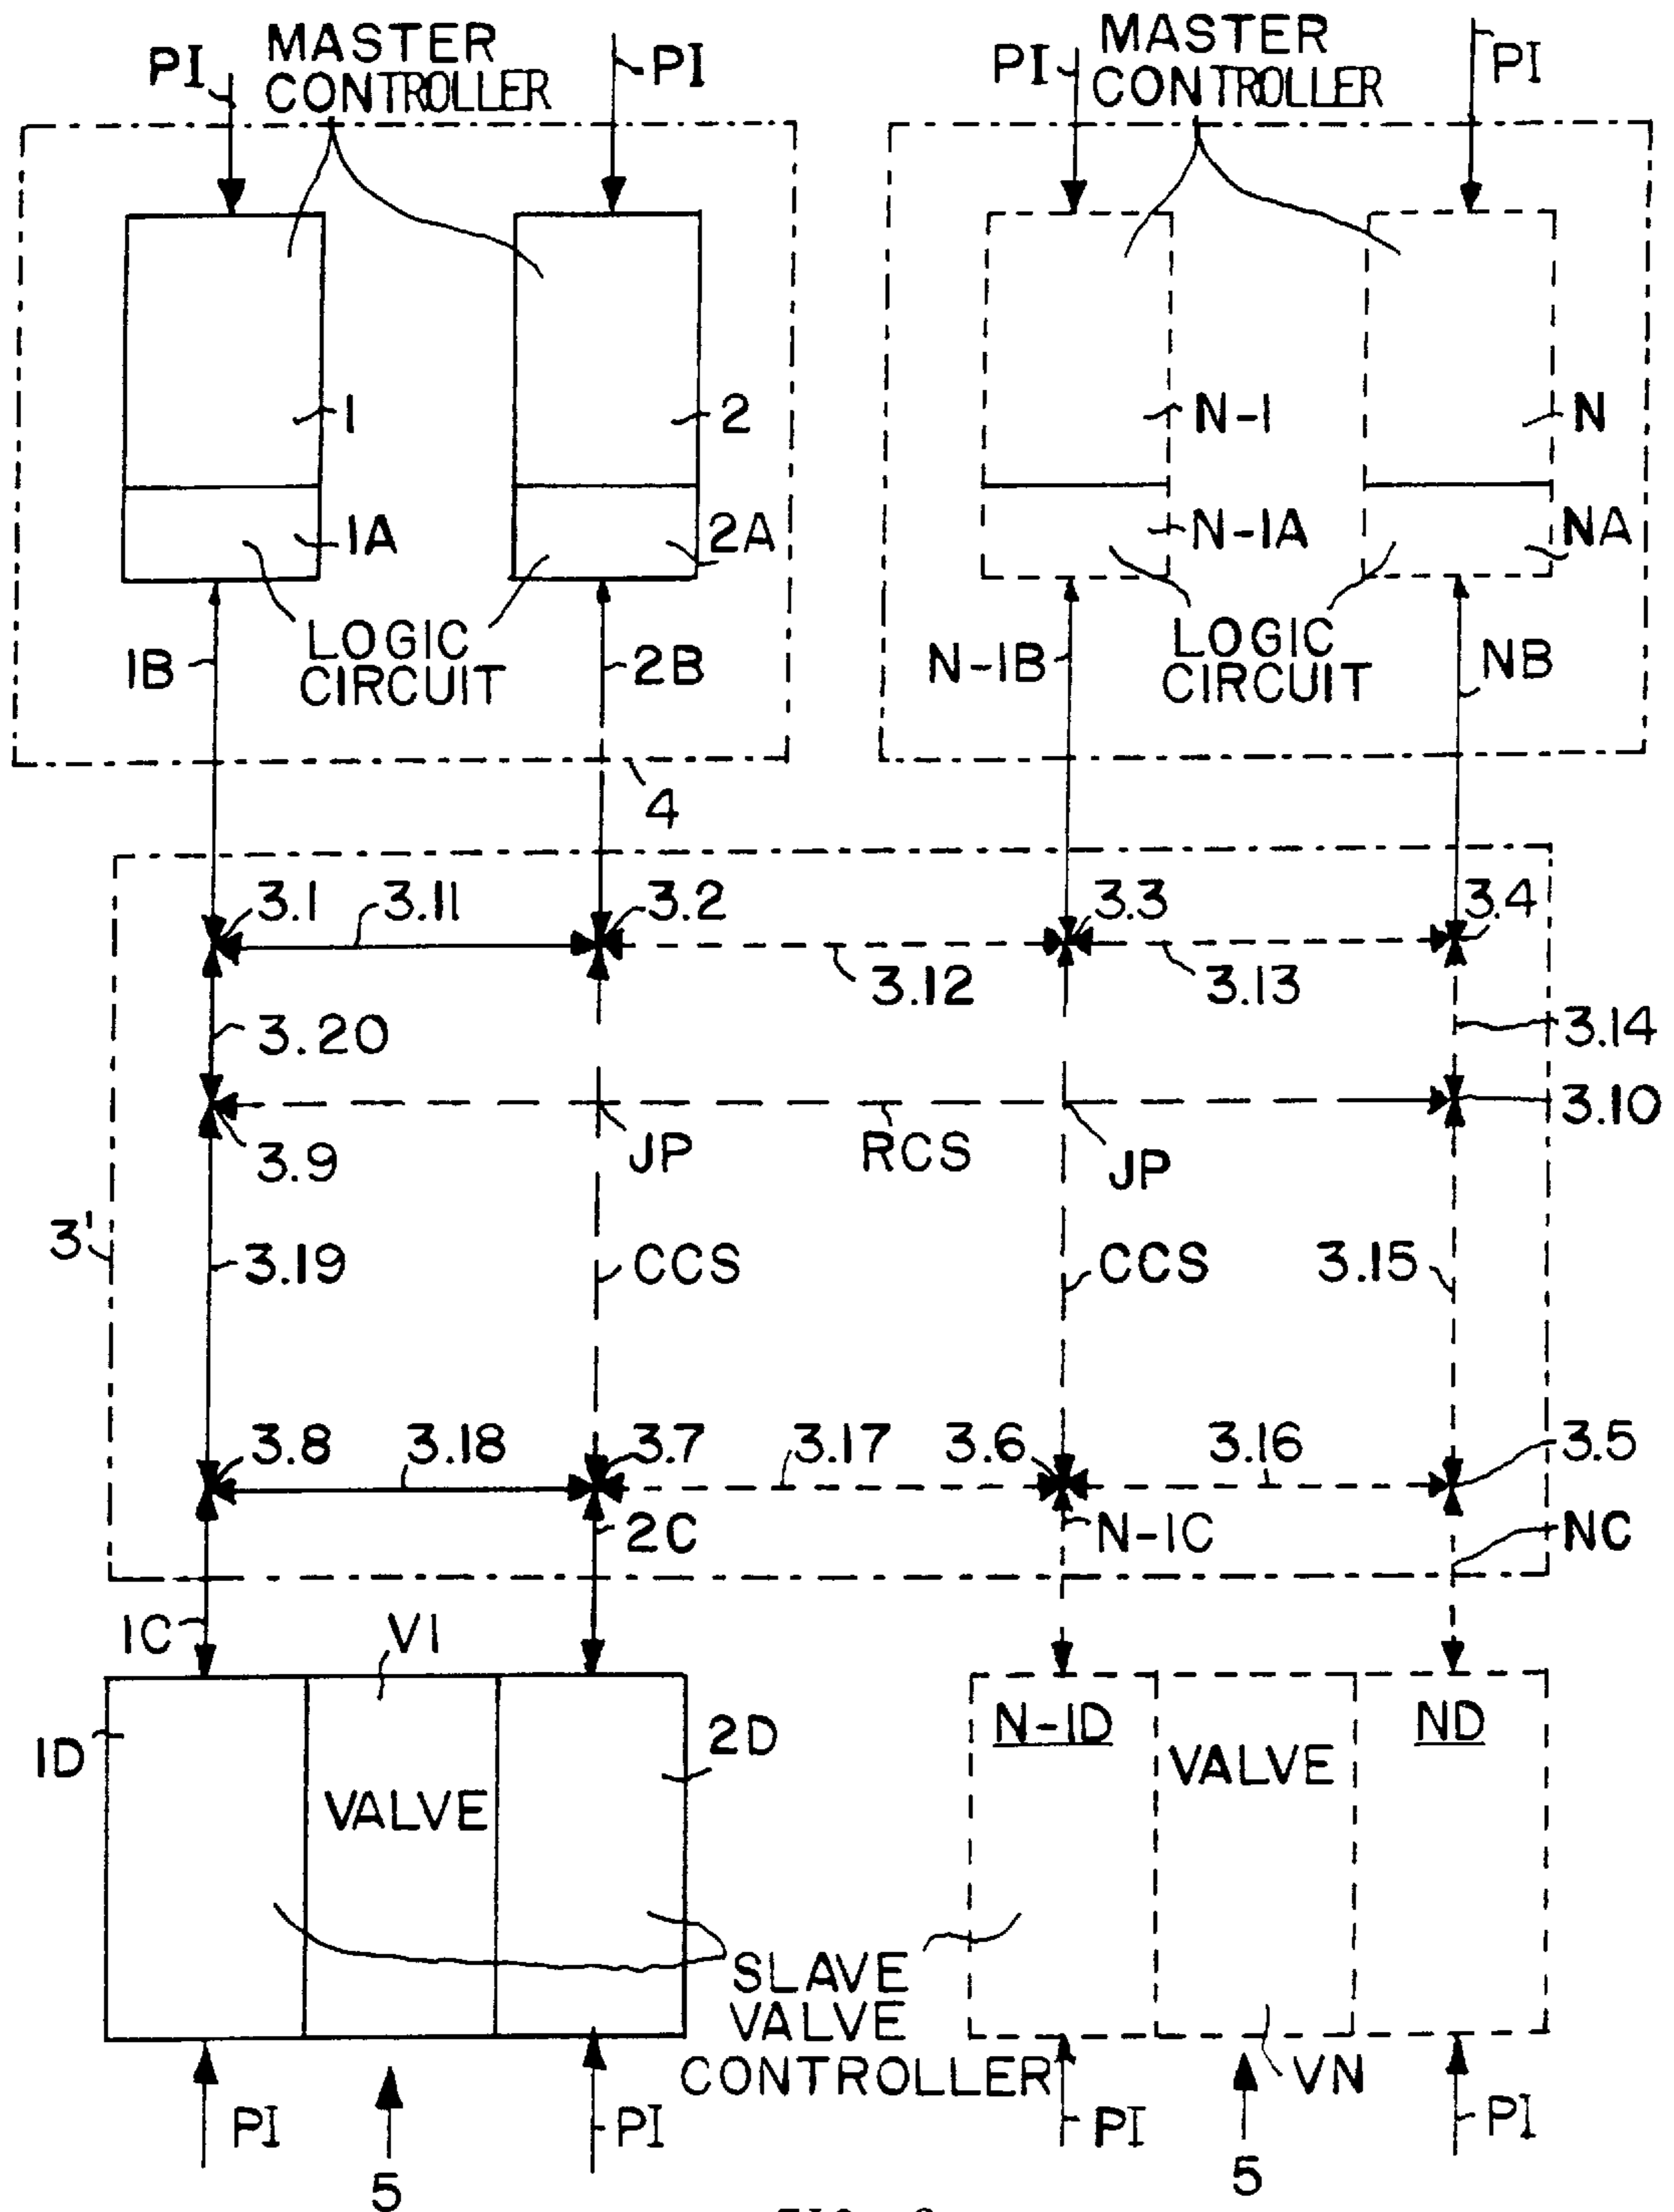 MASTER
CONTROLLER
PI
PI
MASTER
CONTROLLER
PI
PI
1
2
N-1
N
1A
2A
N-1A
NA
LOGIC
CIRCUIT
LOGIC
CIRCUIT
1B
2B
N-1B
NB
4
3.1
3.11
3.2
3.3
3.4
3.12
3.13
3.20
3.14
3.10
3.9
JP
RCS
JP
3'
3.19
CCS
CCS
3.15
3.8
3.18
3.7
3.17
3.6
3.16
3.5
2C
N-1C
NC
1C
V1
1D
2D
N-1D
ND
VALVE
VALVE
SLAVE
VALVE
CONTROLLER
VN
PI
PI
PI
PI
5
5